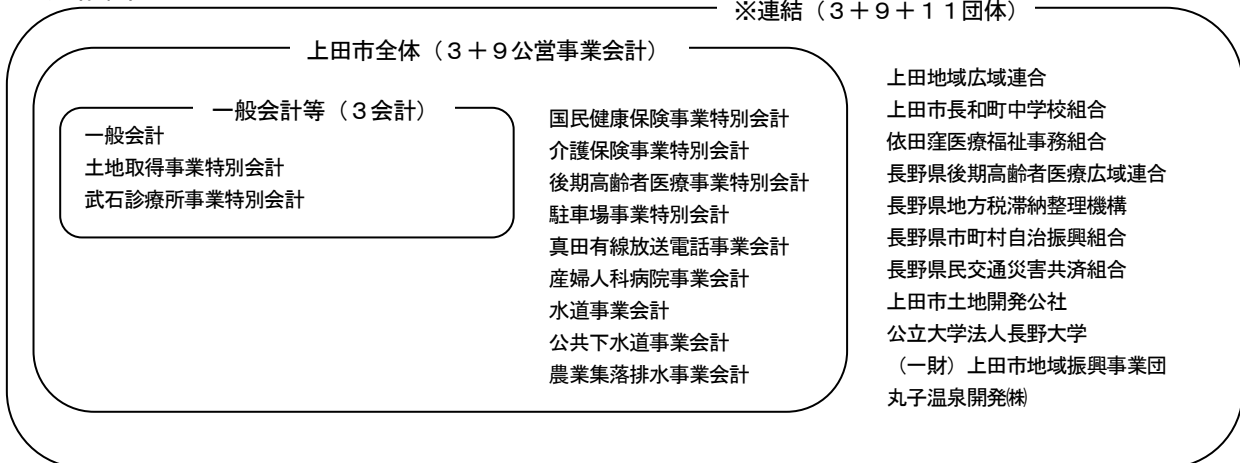 ※連結（３＋９＋１１団体）
上田市全体（３＋９公営事業会計）
一般会計等（３会計）
一般会計
土地取得事業特別会計
武石診療所事業特別会計
国民健康保険事業特別会計
介護保険事業特別会計
後期高齢者医療事業特別会計
駐車場事業特別会計
真田有線放送電話事業会計
産婦人科病院事業会計
水道事業会計
公共下水道事業会計
農業集落排水事業会計
上田地域広域連合
上田市長和町中学校組合
依田窪医療福祉事務組合
長野県後期高齢者医療広域連合
長野県地方税滞納整理機構
長野県市町村自治振興組合
長野県民交通災害共済組合
上田市土地開発公社
公立大学法人長野大学
（一財）上田市地域振興事業団
丸子温泉開発㈱